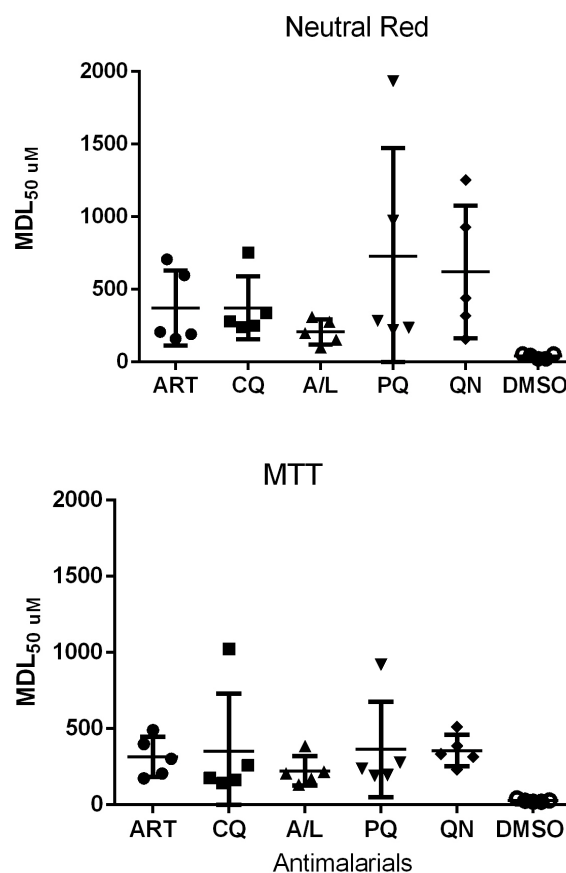 Neutral Red
2000
1500
1000
500
0
MDL50 uM
ART CQ A/L PQ QN DMSO
MTT
2000
1500
1000
500
0
MDL50 uM
ART CQ A/L PQ QN DMSO
Antimalarials